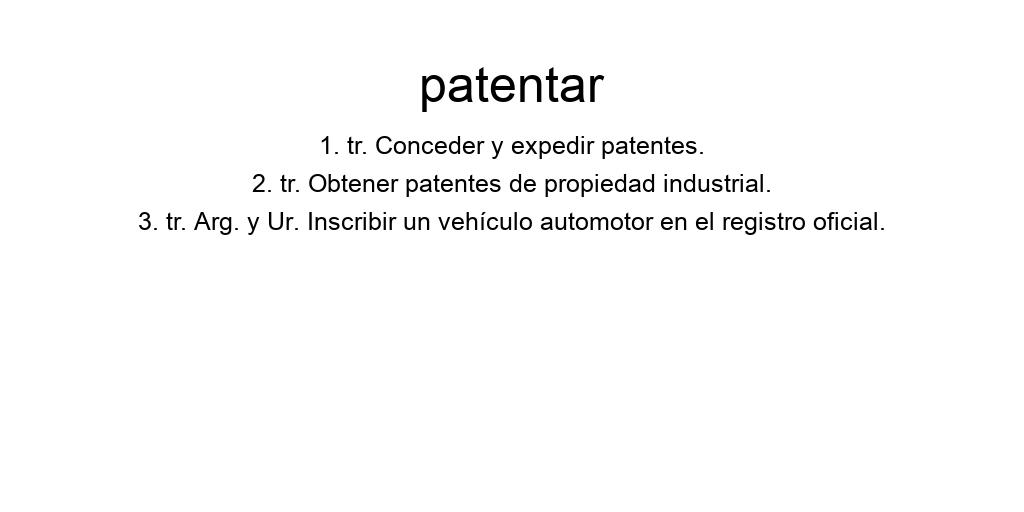 patentar
1. tr. Conceder y expedir patentes.
2. tr. Obtener patentes de propiedad industrial.
3. tr. Arg. y Ur. Inscribir un vehículo automotor en el registro oficial.